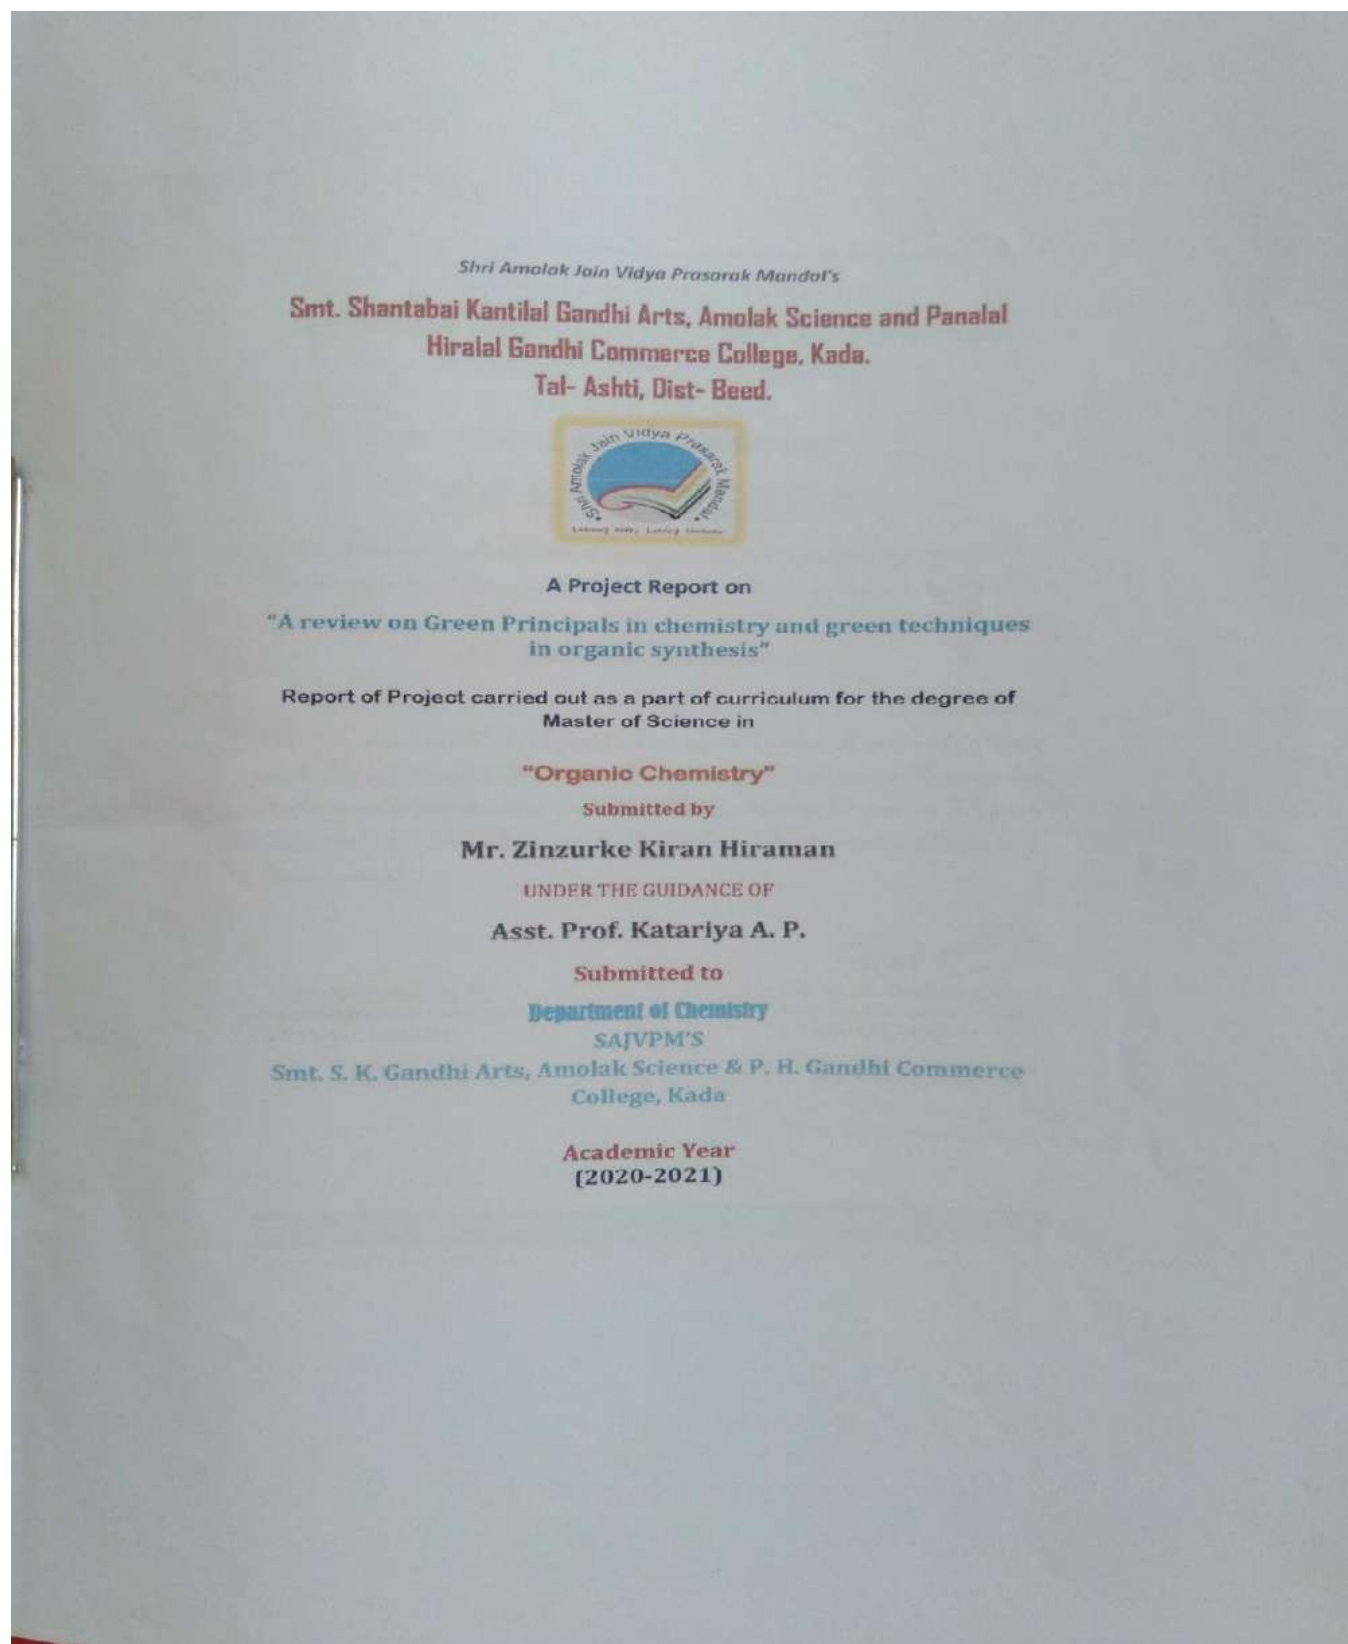 Shri Amolak Jain Vidya Prasarak Mandal's
Smt. Shantabai Kantilal Gandhi Arts, Amolak Science and Panalal
Hiralal Gandhi Commerce College, Kada.
Tal- Ashti, Dist- Beed.
Shri Amolak Jain Vidya Prasarak Mandal
A Project Report on
"A review on Green Principals in chemistry and green techniques
in organic synthesis"
Report of Project carried out as a part of curriculum for the degree of
Master of Science in
"Organic Chemistry"
Submitted by
Mr. Zinzurke Kiran Hiraman
UNDER THE GUIDANCE OF
Asst. Prof. Katariya A. P.
Submitted to
Department of Chemistry
SAJVPM'S
Smt. S. K. Gandhi Arts, Amolak Science & P. H. Gandhi Commerce
College, Kada
Academic Year
(2020-2021)